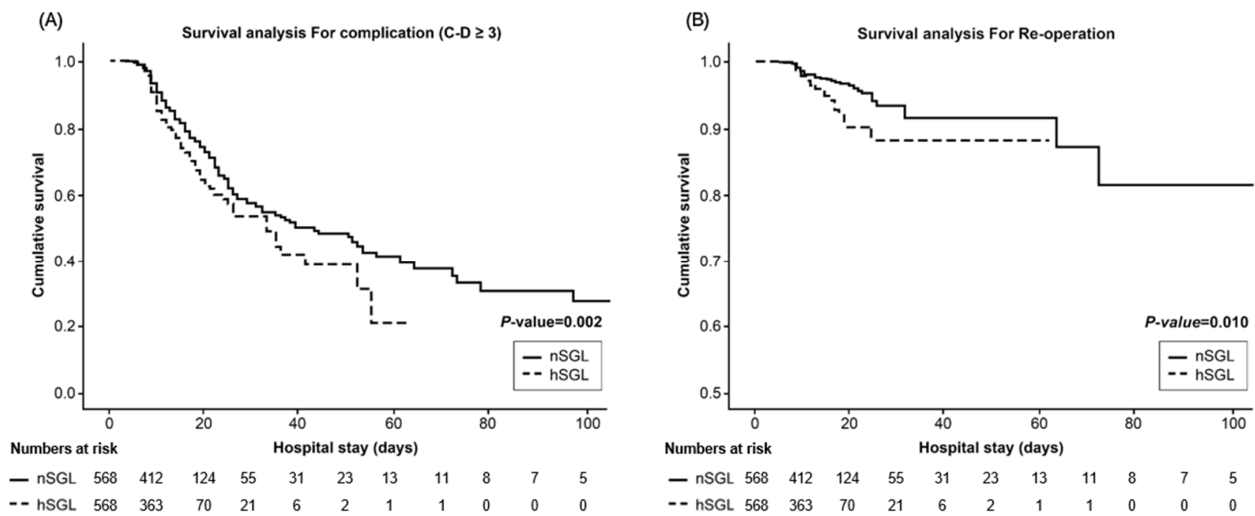 (A)
Survival analysis For complication (C-D ≥ 3)
Cumulative survival
1.0
0.8
0.6
0.4
0.2
0.0
P-value=0.002
nSGL
hSGL
0 20 40 60 80 100
Numbers at risk
Hospital stay (days)
nSGL 568 412 124 55 31 23 13 11 8 7 5
hSGL 568 363 70 21 6 2 1 1 0 0 0
(B)
Survival analysis For Re-operation
Cumulative survival
1.0
0.9
0.8
0.7
0.6
0.5
P-value=0.010
nSGL
hSGL
0 20 40 60 80 100
Numbers at risk
Hospital stay (days)
nSGL 568 412 124 55 31 23 13 11 8 7 5
hSGL 568 363 70 21 6 2 1 1 0 0 0